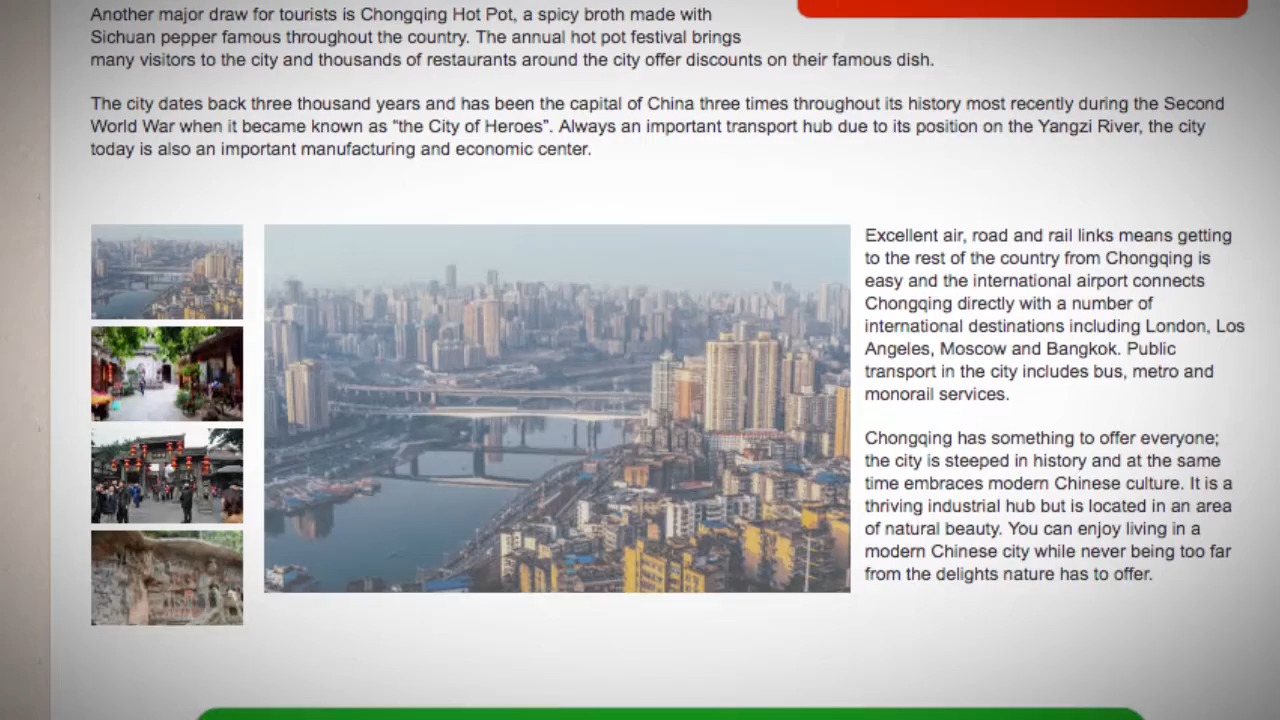 Another major draw for tourists is Chongqing Hot Pot, a spicy broth made with
Sichuan pepper famous throughout the country. The annual hot pot festival brings
many visitors to the city and thousands of restaurants around the city offer discounts on their famous dish.
The city dates back three thousand years and has been the capital of China three times throughout its history most recently during the Second
World War when it became known as “the City of Heroes”. Always an important transport hub due to its position on the Yangzi River, the city
today is also an important manufacturing and economic center.
Excellent air, road and rail links means getting
to the rest of the country from Chongqing is
easy and the international airport connects
Chongqing directly with a number of
international destinations including London, Los
Angeles, Moscow and Bangkok. Public
transport in the city includes bus, metro and
monorail services.
Chongqing has something to offer everyone;
the city is steeped in history and at the same
time embraces modern Chinese culture. It is a
thriving industrial hub but is located in an area
of natural beauty. You can enjoy living in a
modern Chinese city while never being too far
from the delights nature has to offer.